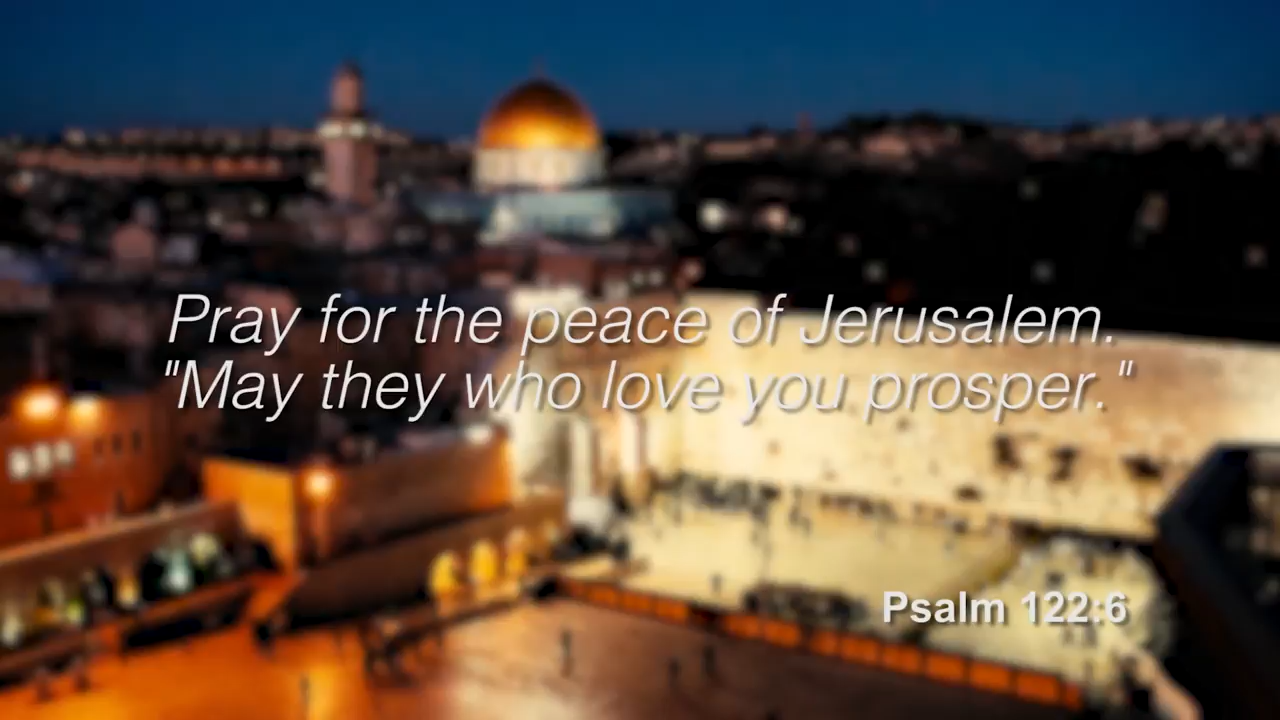 Pray for the peace of Jerusalem.
"May they who love you prosper."
Psalm 122:6